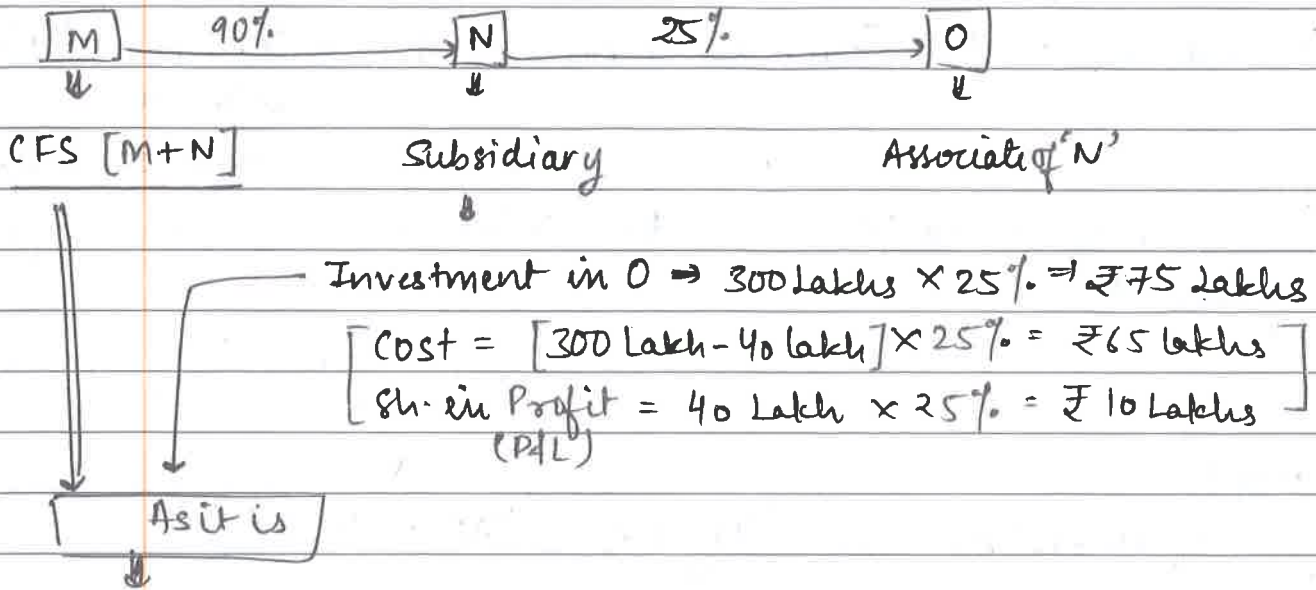 M 90% N 25% O
CFS [M+N] Subsidiary Associate of 'N'
Investment in O ⇒ 300 Lakhs × 25% ⇒ ₹75 Lakhs
Cost = [300 Lakh - 40 lakh] × 25% = ₹65 lakhs
Sh. in Profit = 40 Lakh × 25% = ₹10 Lakhs
(P&L)
As it is